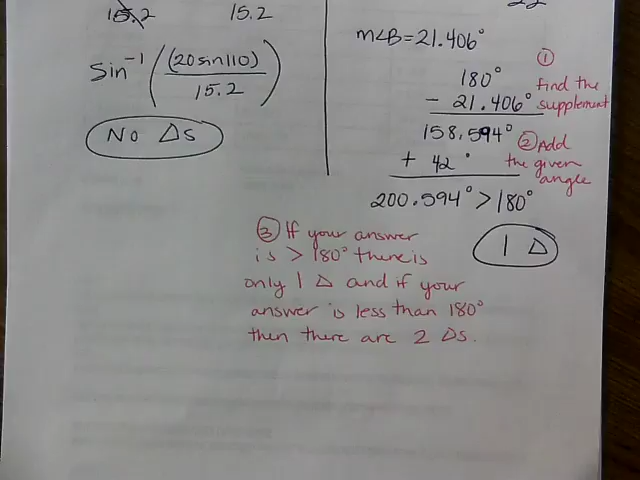 15.2 15.2
Sin⁻¹ ((20sin110)/15.2)
No Δs
m∠B=21.406°
180°
- 21.406°
158.594°
+ 42°
200.594° > 180°
1 Δ
① find the
supplement
② Add
the given
angle
③ If your answer
is > 180° there is
only 1 Δ and if your
answer is less than 180°
then there are 2 Δs.